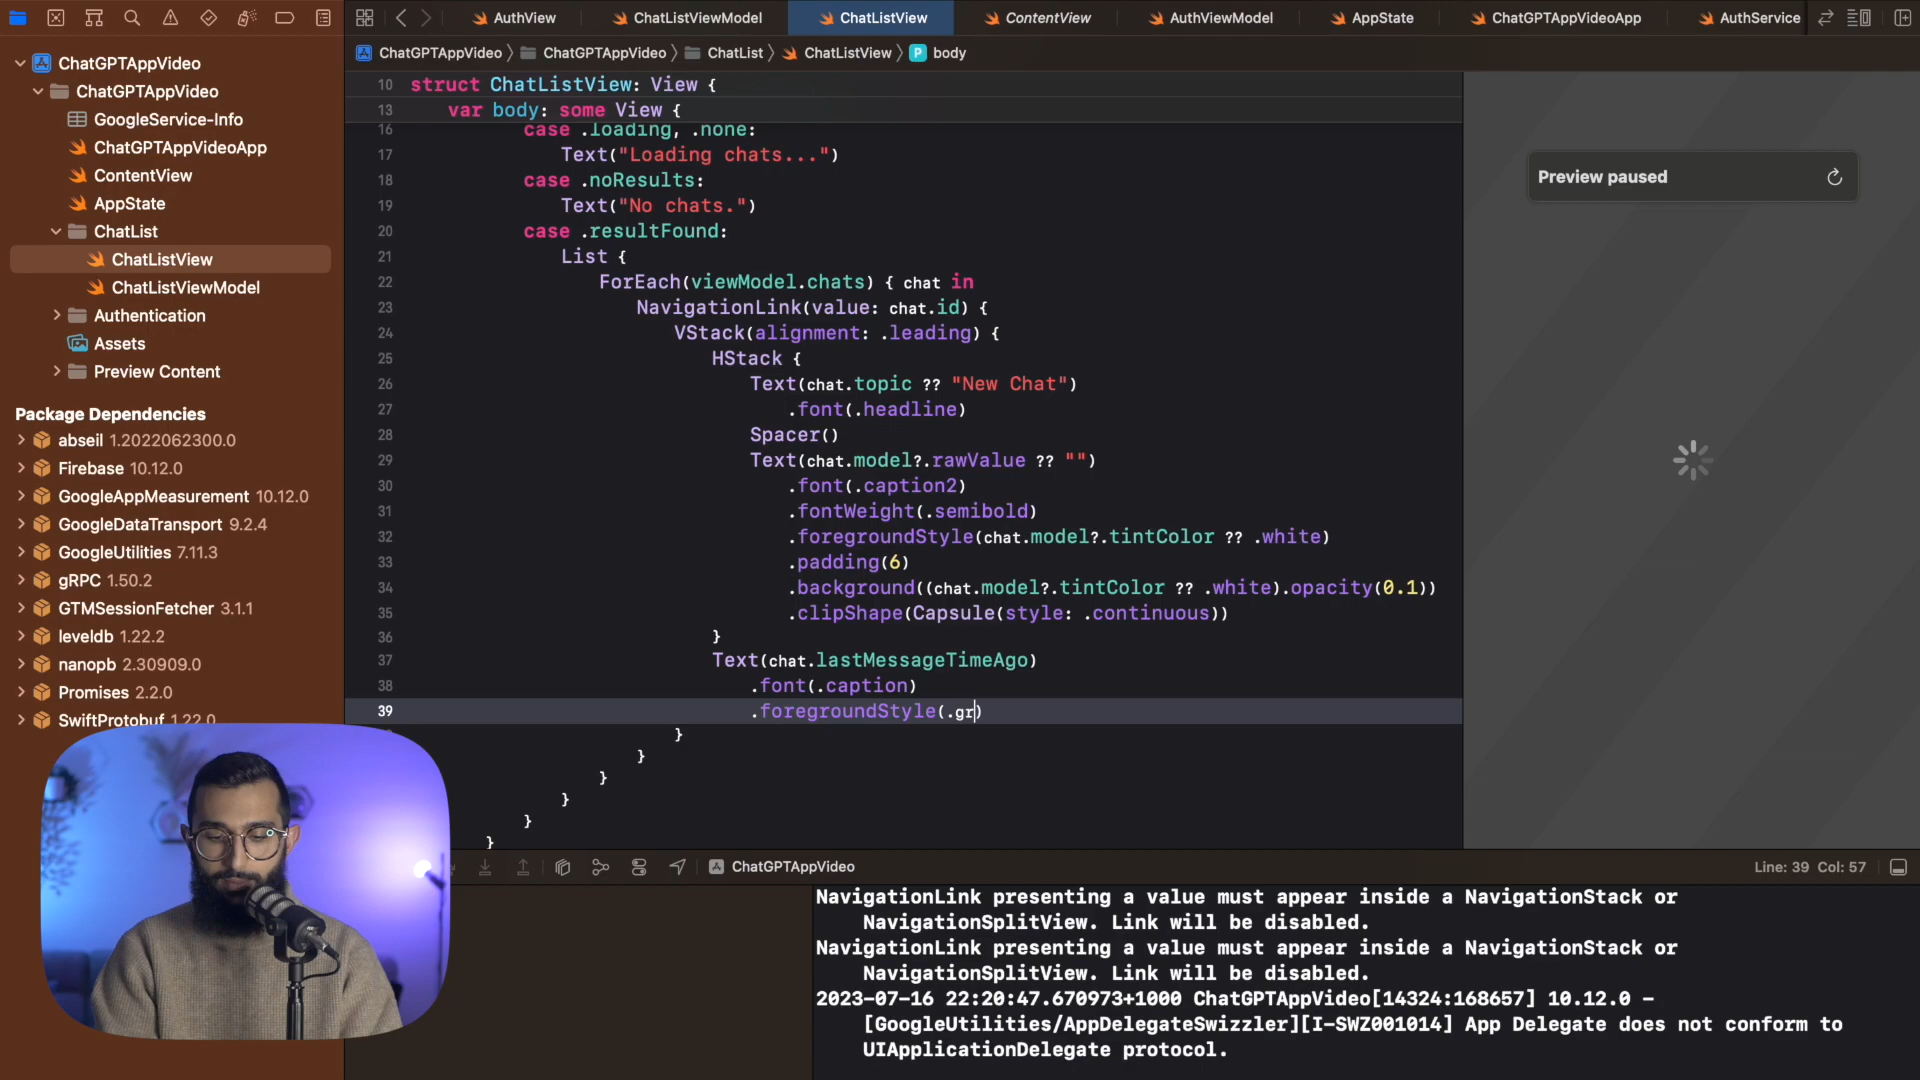 AuthView
ChatListViewModel
ChatListView
ContentView
AuthViewModel
AppState
ChatGPTAppVideoApp
AuthService
ChatGPTAppVideo
ChatGPTAppVideo
ChatList
ChatListView
P body
ChatGPTAppVideo
ChatGPTAppVideo
GoogleService-Info
ChatGPTAppVideoApp
ContentView
AppState
ChatList
ChatListView
ChatListViewModel
Authentication
Assets
Preview Content
Package Dependencies
abseil 1.2022062300.0
Firebase 10.12.0
GoogleAppMeasurement 10.12.0
GoogleDataTransport 9.2.4
GoogleUtilities 7.11.3
gRPC 1.50.2
GTMSessionFetcher 3.1.1
leveldb 1.22.2
nanopb 2.30909.0
Promises 2.2.0
SwiftProtobuf 1.22.0
10 struct ChatListView: View {
13 var body: some View {
16 case .loading, .none:
17 Text("Loading chats...")
18 case .noResults:
19 Text("No chats.")
20 case .resultFound:
21 List {
22 ForEach(viewModel.chats) { chat in
23 NavigationLink(value: chat.id) {
24 VStack(alignment: .leading) {
25 HStack {
26 Text(chat.topic ?? "New Chat")
27 .font(.headline)
28 Spacer()
29 Text(chat.model?.rawValue ?? "")
30 .font(.caption2)
31 .fontWeight(.semibold)
32 .foregroundStyle(chat.model?.tintColor ?? .white)
33 .padding(6)
34 .background((chat.model?.tintColor ?? .white).opacity(0.1))
35 .clipShape(Capsule(style: .continuous))
36 }
37 Text(chat.lastMessageTimeAgo)
38 .font(.caption)
39 .foregroundStyle(.gr)
}
}
}
}
}
}
Preview paused
ChatGPTAppVideo
Line: 39 Col: 57
NavigationLink presenting a value must appear inside a NavigationStack or
NavigationSplitView. Link will be disabled.
NavigationLink presenting a value must appear inside a NavigationStack or
NavigationSplitView. Link will be disabled.
2023-07-16 22:20:47.670973+1000 ChatGPTAppVideo[14324:168657] 10.12.0 -
[GoogleUtilities/AppDelegateSwizzler][I-SWZ001014] App Delegate does not conform to
UIApplicationDelegate protocol.